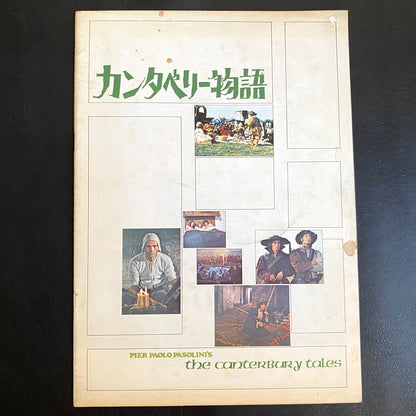 カンタベリー物語
PIER PAOLO PASOLINI'S the canterbury tales